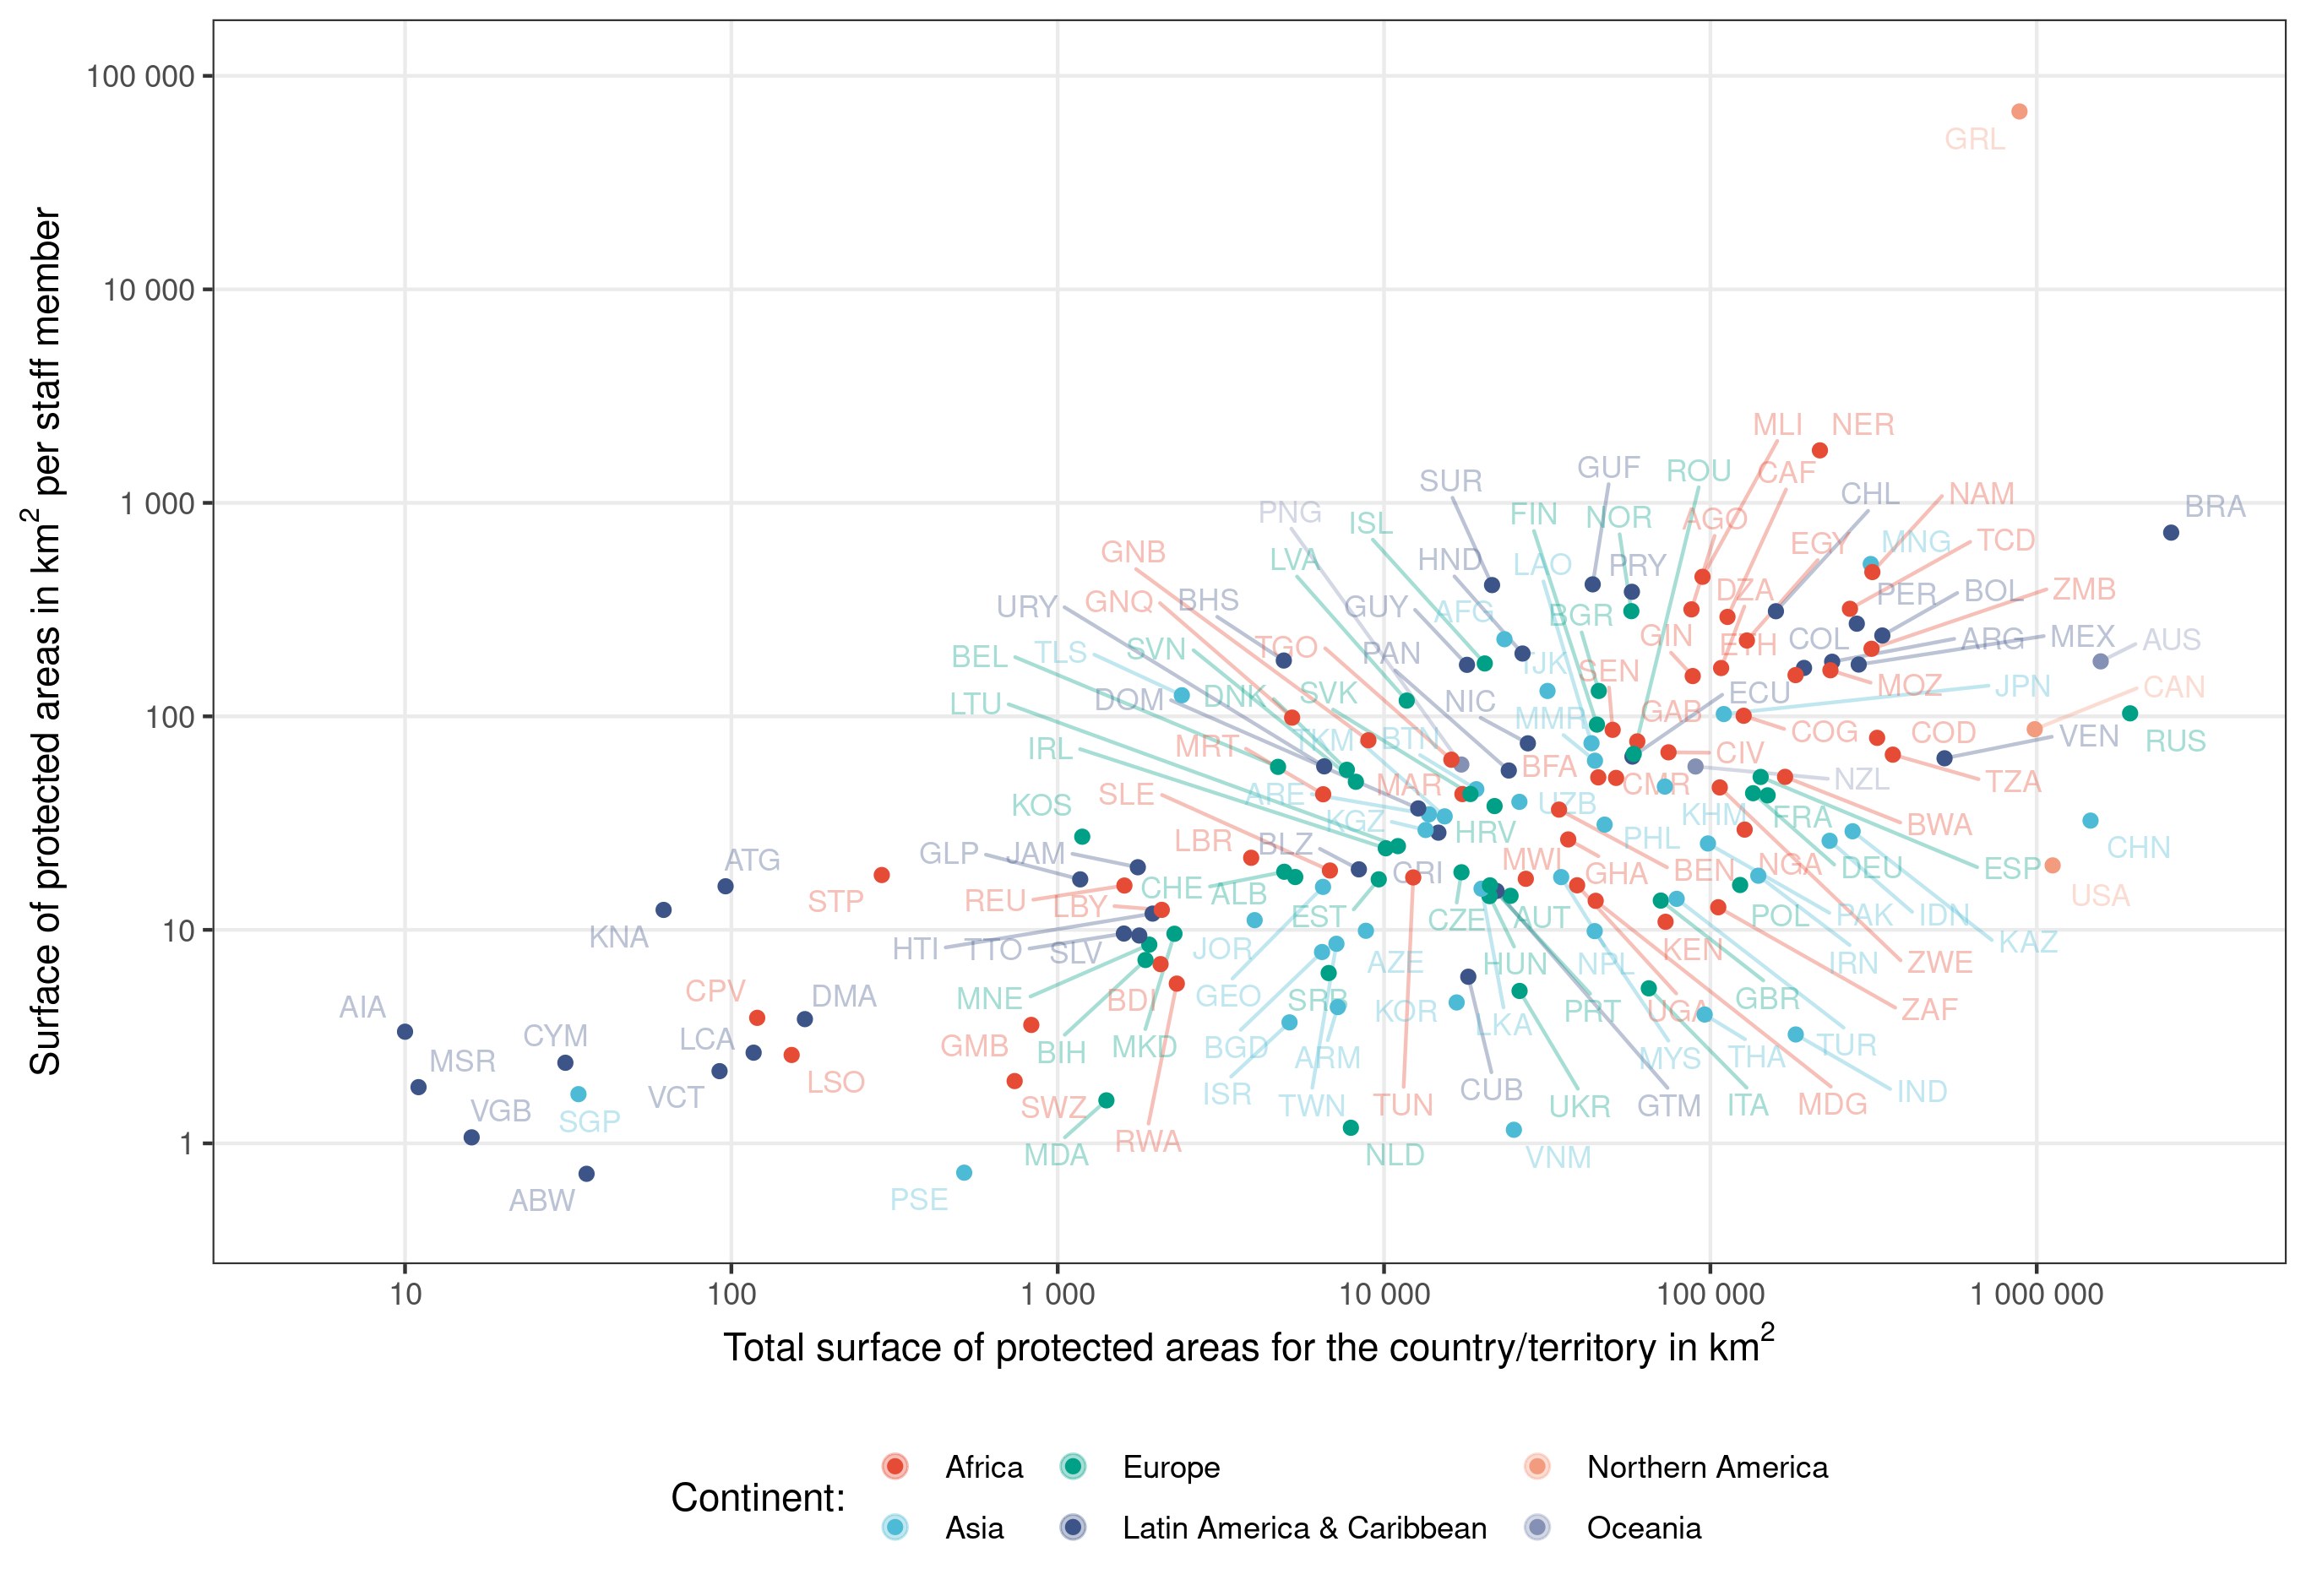 Surface of protected areas in km2 per staff member
100 000
10 000
1 000
100
10
1
GRL
MLI NER
SUR GUF ROU CAF
CHL NAM BRA
PNG ISL FIN NOR AGO
GNB LVA HND LAO PRY EGY MNG TCD
URY GNQ BHS GUY AFG BGR DZA PER BOL ZMB
BEL TLS SVN TGO PAN TJK GIN ETH COL ARG MEX AUS
LTU DOM DNK SVK NIC SEN ECU MOZ JPN CAN
IRL MRT TKM BTN MMR GAB COG COD VEN RUS
KOS SLE ARE MAR BFA UZB CMR CIV NZL TZA
GLP JAM LBR BLZ KGZ HRV PHL KHM FRA BWA CHN
ATG STP REU LBY CHE ALB CRI MWI GHA BEN NGA DEU ESP USA
KNA HTI TTO SLV JOR EST CZE AUT POL PAK IDN KAZ
CPV DMA MNE BDI GEO AZE HUN NPL KEN IRN ZWE
AIA CYM LCA GMB BIH MKD SRB KOR LKA PRT UGA GBR ZAF
MSR VCT LSO BGD ARM MYS THA TUR
VGB SGP SWZ ISR TWN TUN CUB UKR GTM ITA MDG IND
ABW PSE MDA RWA NLD VNM
10 100 1 000 10 000 100 000 1 000 000
Total surface of protected areas for the country/territory in km2
Continent:
Africa Europe Northern America
Asia Latin America & Caribbean Oceania